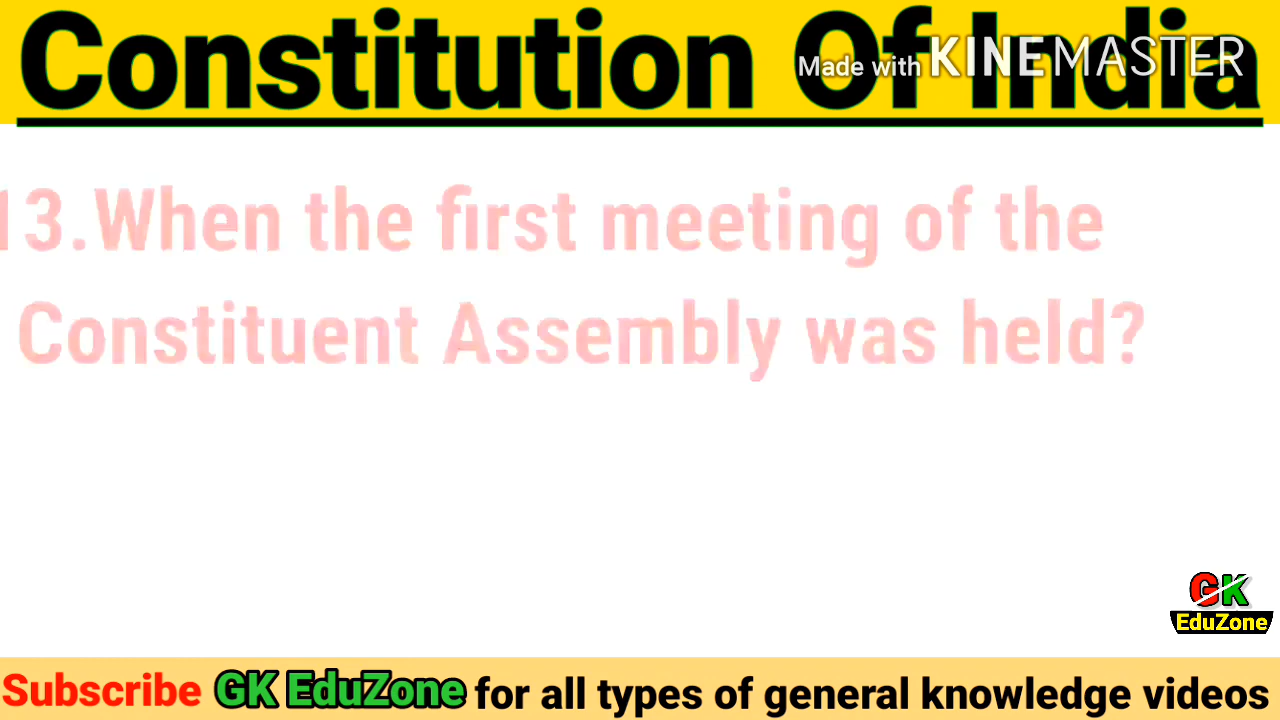 Constitution Of India
Made with KINEMASTER
13.When the first meeting of the
Constituent Assembly was held?
GK
EduZone
Subscribe GK EduZone for all types of general knowledge videos